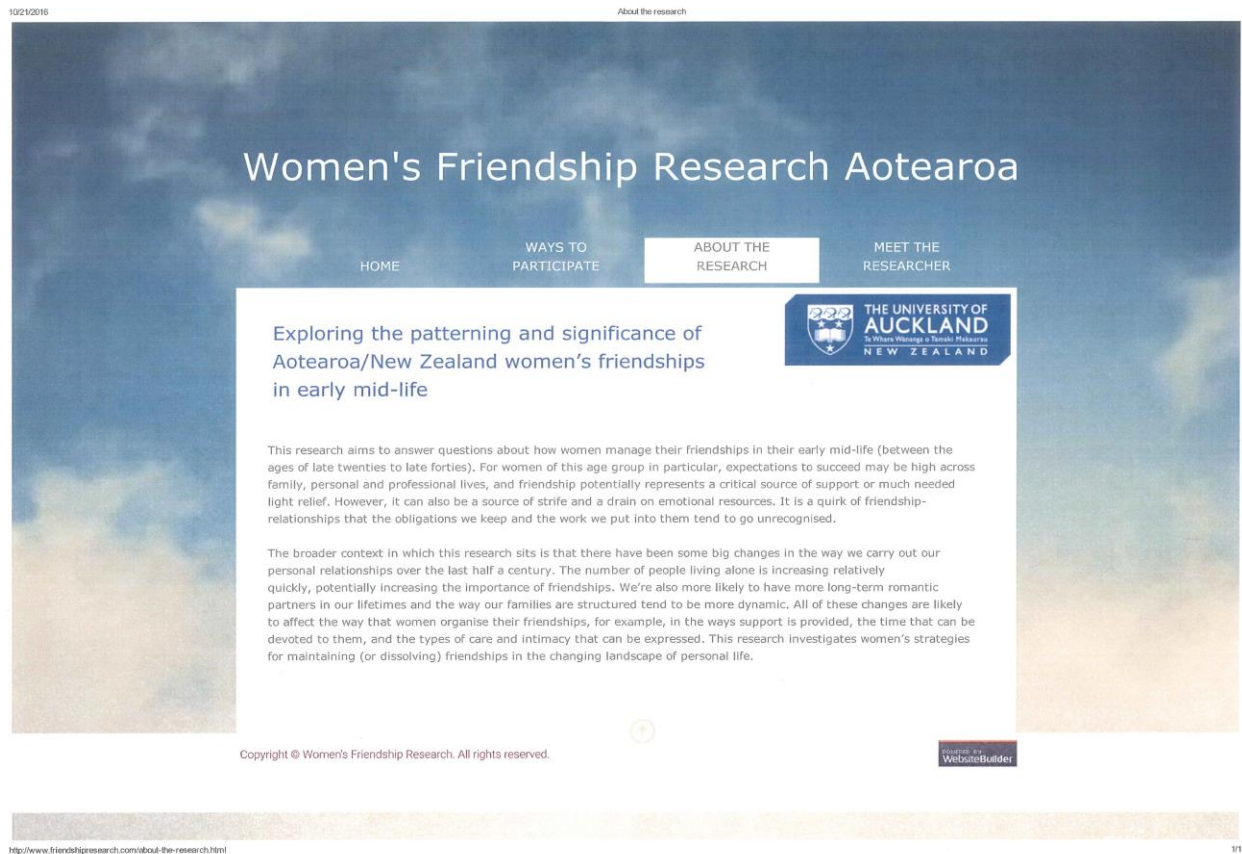 10/21/2016
About the research
Women's Friendship Research Aotearoa
HOME
WAYS TO
PARTICIPATE
ABOUT THE
RESEARCH
MEET THE
RESEARCHER
Exploring the patterning and significance of
Aotearoa/New Zealand women's friendships
in early mid-life
THE UNIVERSITY OF
AUCKLAND
Te Whare Wānanga o Tāmaki Makaurau
NEW ZEALAND
This research aims to answer questions about how women manage their friendships in their early mid-life (between the
ages of late twenties to late forties). For women of this age group in particular, expectations to succeed may be high across
family, personal and professional lives, and friendship potentially represents a critical source of support or much needed
light relief. However, it can also be a source of strife and a drain on emotional resources. It is a quirk of friendship-
relationships that the obligations we keep and the work we put into them tend to go unrecognised.
The broader context in which this research sits is that there have been some big changes in the way we carry out our
personal relationships over the last half a century. The number of people living alone is increasing relatively
quickly, potentially increasing the importance of friendships. We're also more likely to have more long-term romantic
partners in our lifetimes and the way our families are structured tend to be more dynamic. All of these changes are likely
to affect the way that women organise their friendships, for example, in the ways support is provided, the time that can be
devoted to them, and the types of care and intimacy that can be expressed. This research investigates women's strategies
for maintaining (or dissolving) friendships in the changing landscape of personal life.
Copyright © Women's Friendship Research. All rights reserved.
POWERED BY
WebsiteBuilder
http://www.friendshipresearch.com/about-the-research.html
1/1